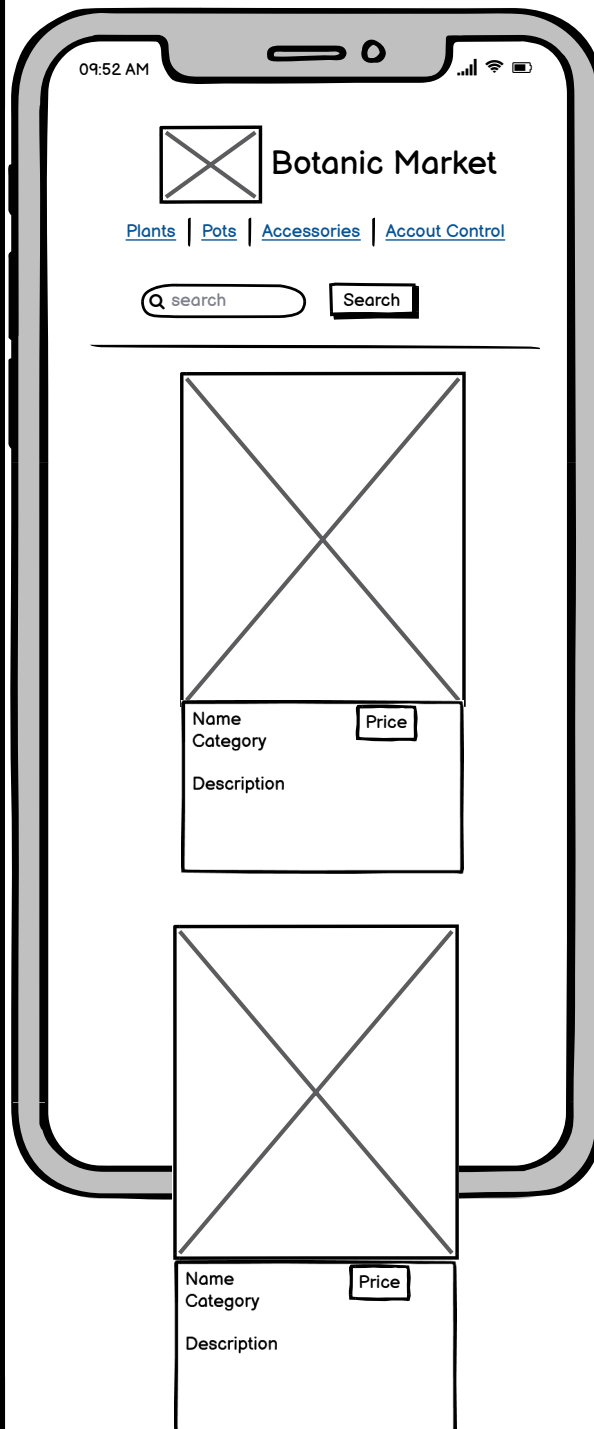 09:52 AM
Botanic Market
Plants | Pots | Accessories | Accout Control
search
Search
Name
Price
Category
Description
Name
Price
Category
Description